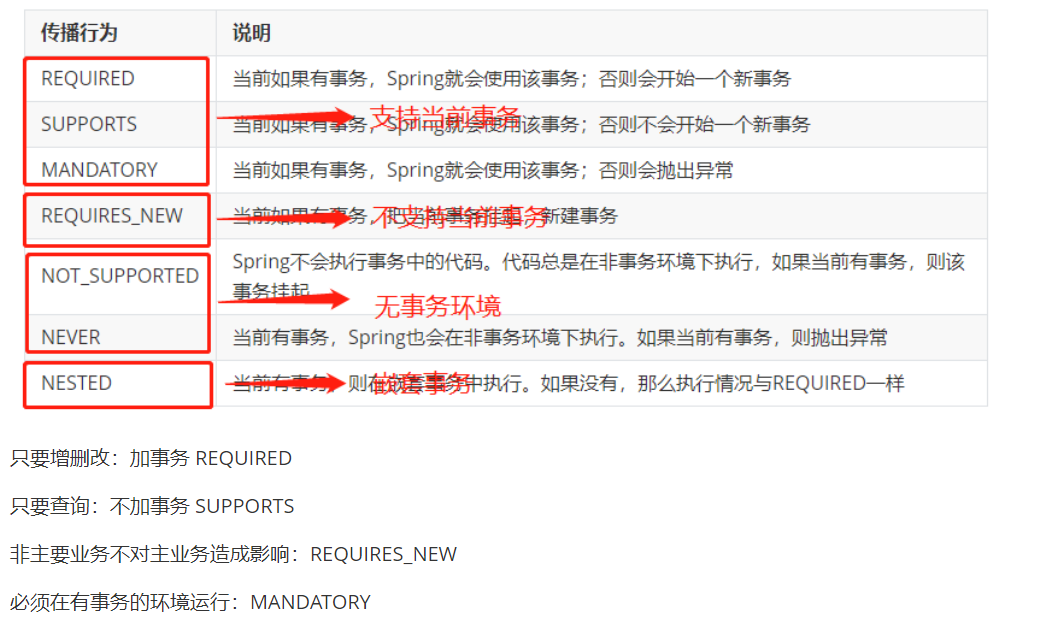 传播行为 说明
REQUIRED 当前如果有事务，Spring就会使用该事务；否则会开始一个新事务
支持当前事务
SUPPORTS 当前如果有事务，Spring就会使用该事务；否则不会开始一个新事务
MANDATORY 当前如果有事务，Spring就会使用该事务；否则会抛出异常
REQUIRES_NEW 当前如果有事务，把当前事务挂起，新建事务
不支持当前事务
NOT_SUPPORTED Spring不会执行事务中的代码。代码总是在非事务环境下执行，如果当前有事务，则该
事务挂起
无事务环境
NEVER 当前有事务，Spring也会在非事务环境下执行。如果当前有事务，则抛出异常
NESTED 当前有事务，则在嵌套事务中执行。如果没有，那么执行情况与REQUIRED一样
嵌套事务
只要增删改：加事务 REQUIRED
只要查询：不加事务 SUPPORTS
非主要业务不对主业务造成影响：REQUIRES_NEW
必须在有事务的环境运行：MANDATORY